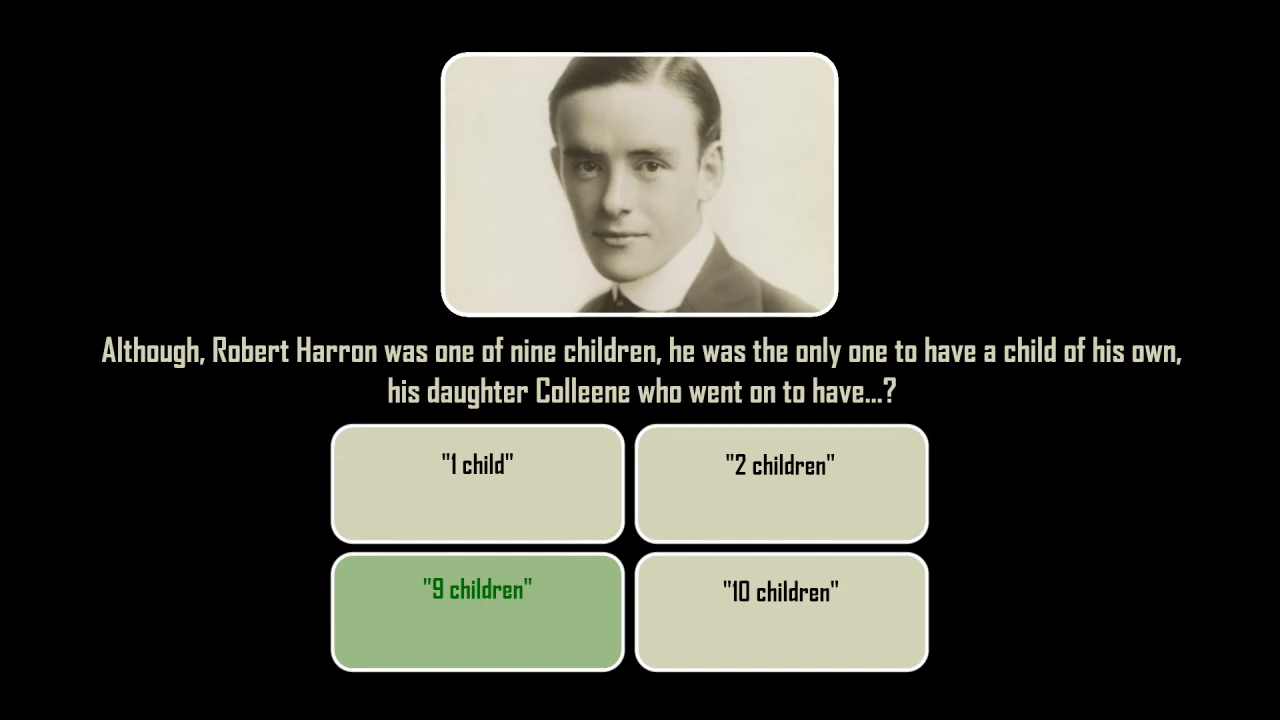 Although, Robert Harron was one of nine children, he was the only one to have a child of his own,
his daughter Colleene who went on to have...?
"1 child"
"2 children"
"9 children"
"10 children"